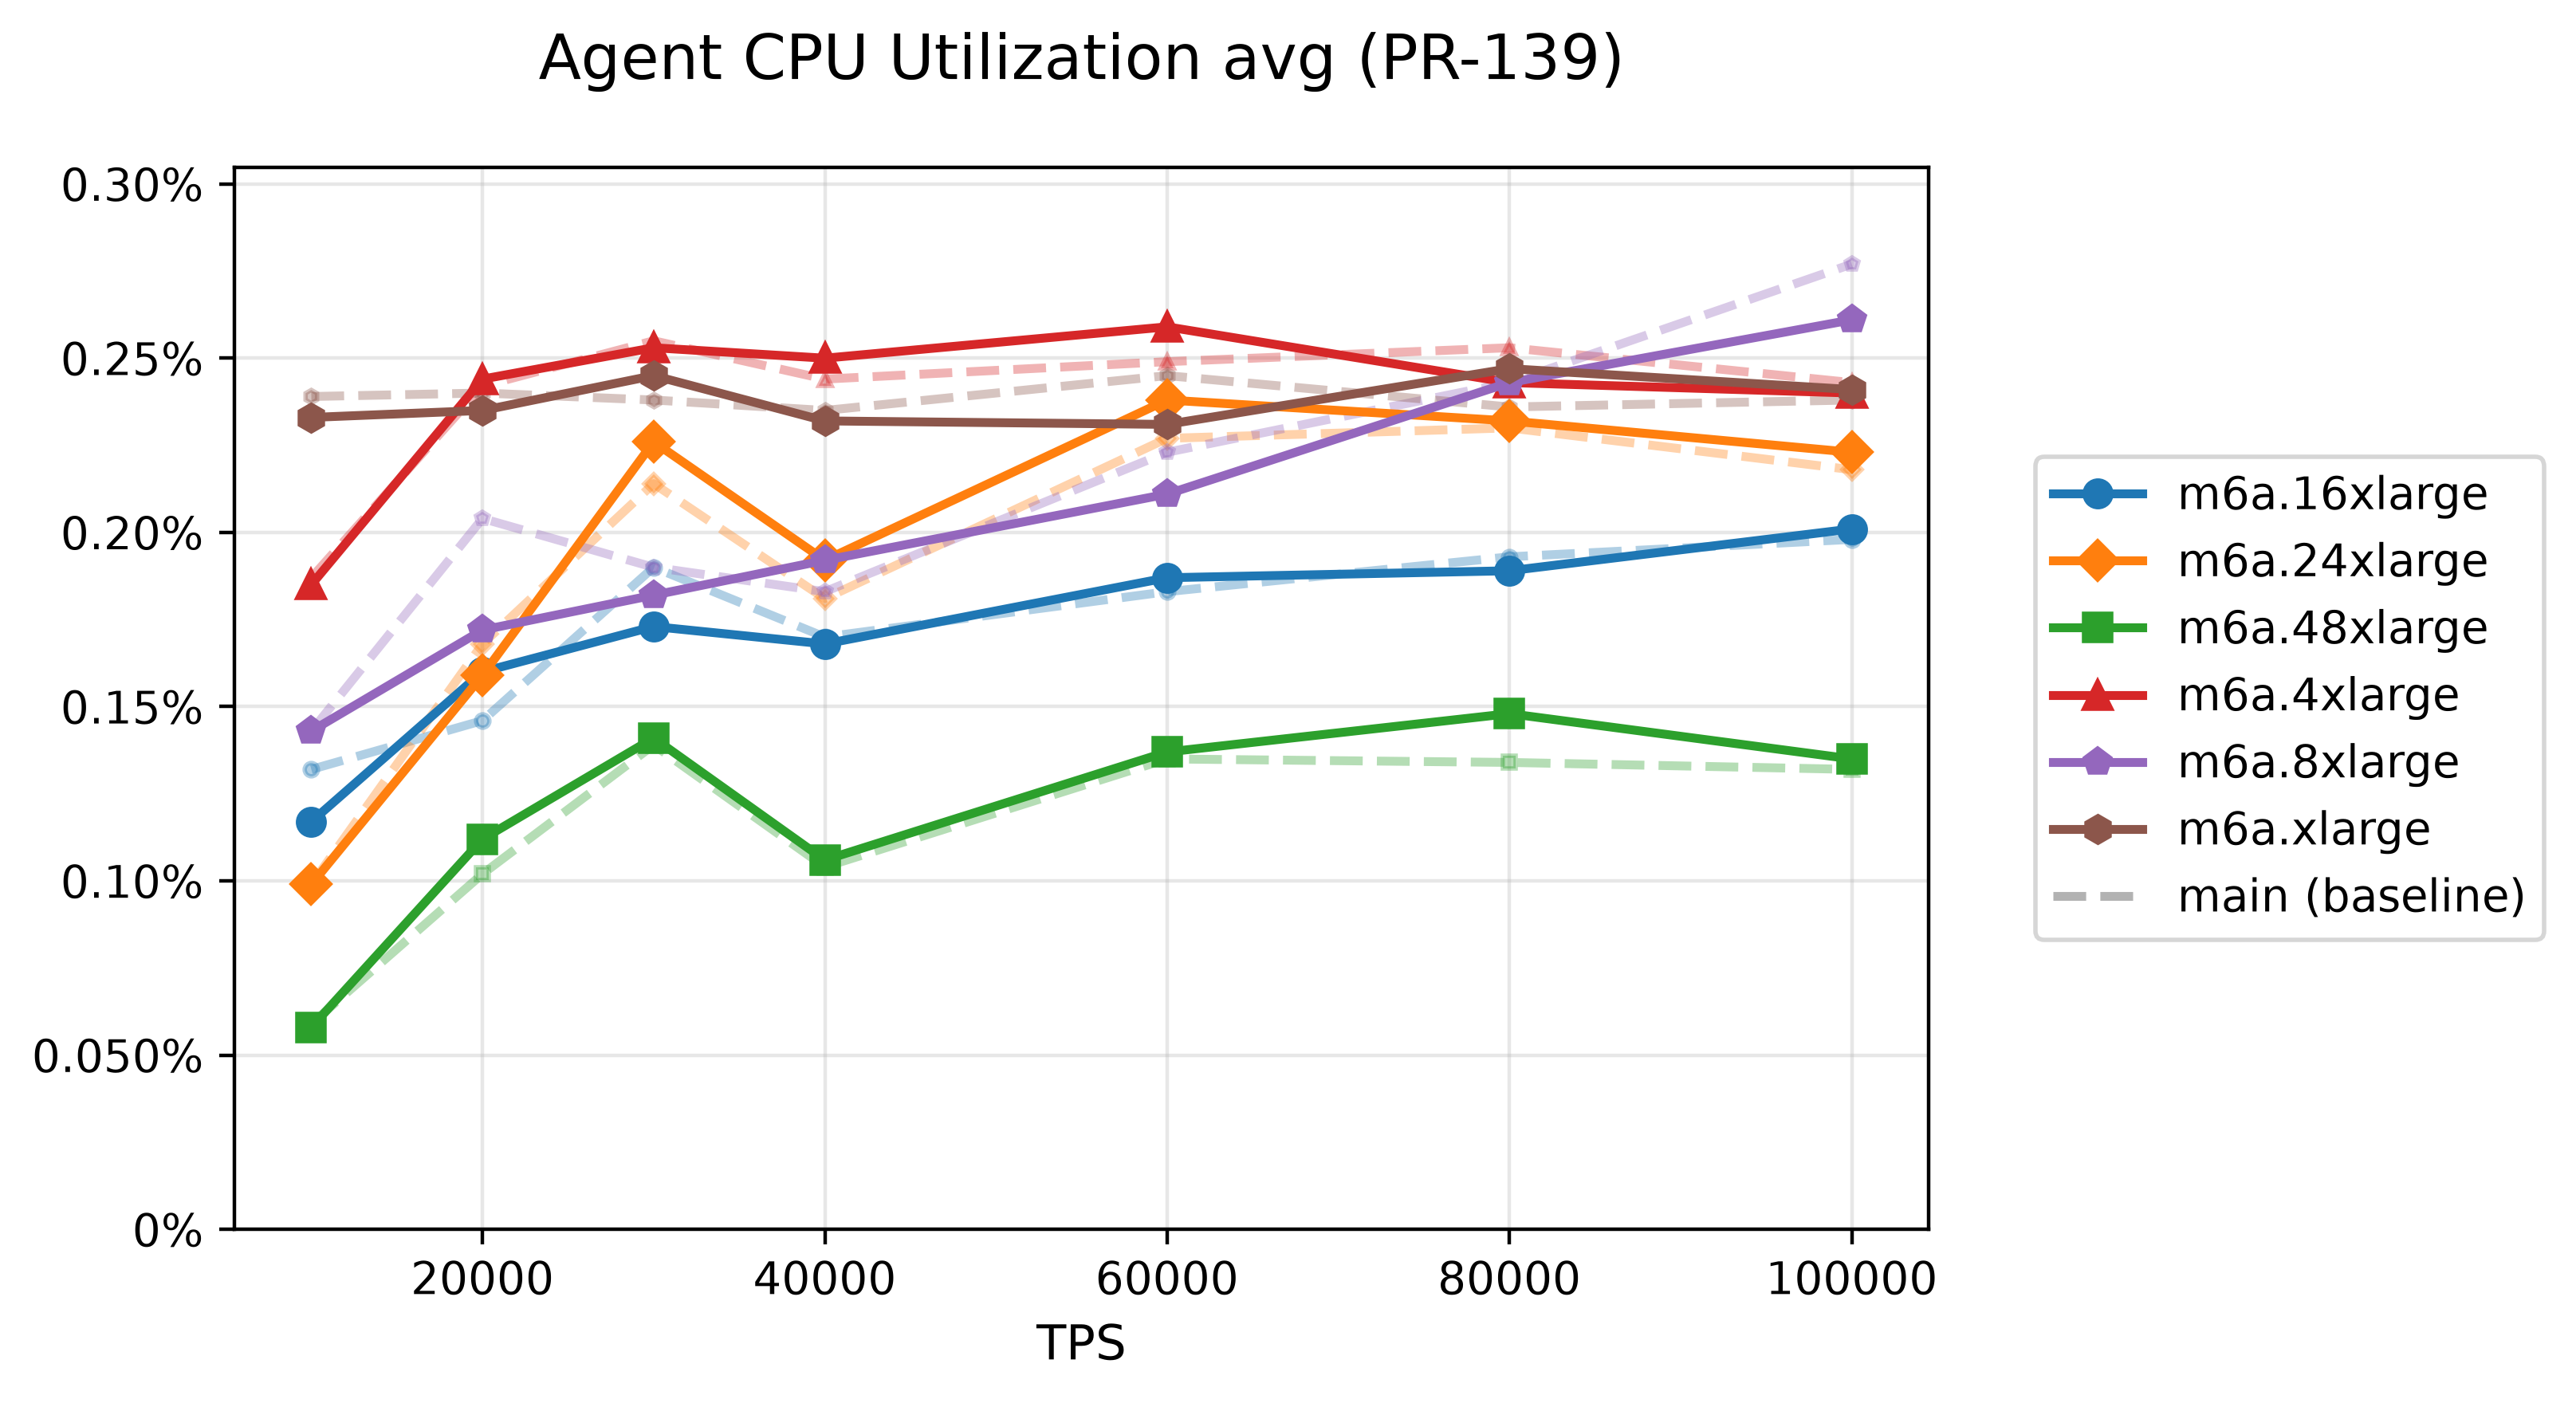 Agent CPU Utilization avg (PR-139)
0.30%
0.25%
0.20%
0.15%
0.10%
0.050%
0%
20000 40000 60000 80000 100000
TPS
m6a.16xlarge
m6a.24xlarge
m6a.48xlarge
m6a.4xlarge
m6a.8xlarge
m6a.xlarge
main (baseline)